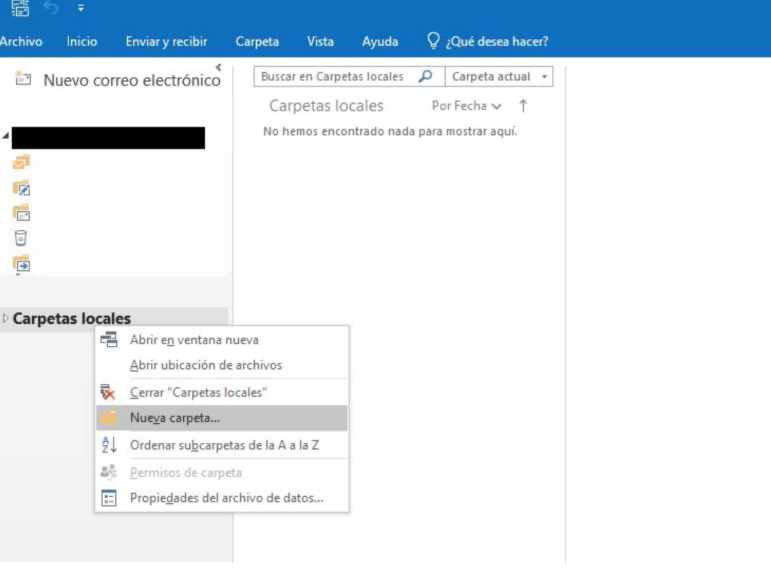 Archivo Inicio Enviar y recibir Carpeta Vista Ayuda ¿Qué desea hacer?
Nuevo correo electrónico
Buscar en Carpetas locales Carpeta actual
Carpetas locales Por Fecha
No hemos encontrado nada para mostrar aquí.
Carpetas locales
Abrir en ventana nueva
Abrir ubicación de archivos
Cerrar "Carpetas locales"
Nueva carpeta...
Ordenar subcarpetas de la A a la Z
Permisos de carpeta
Propiedades del archivo de datos...